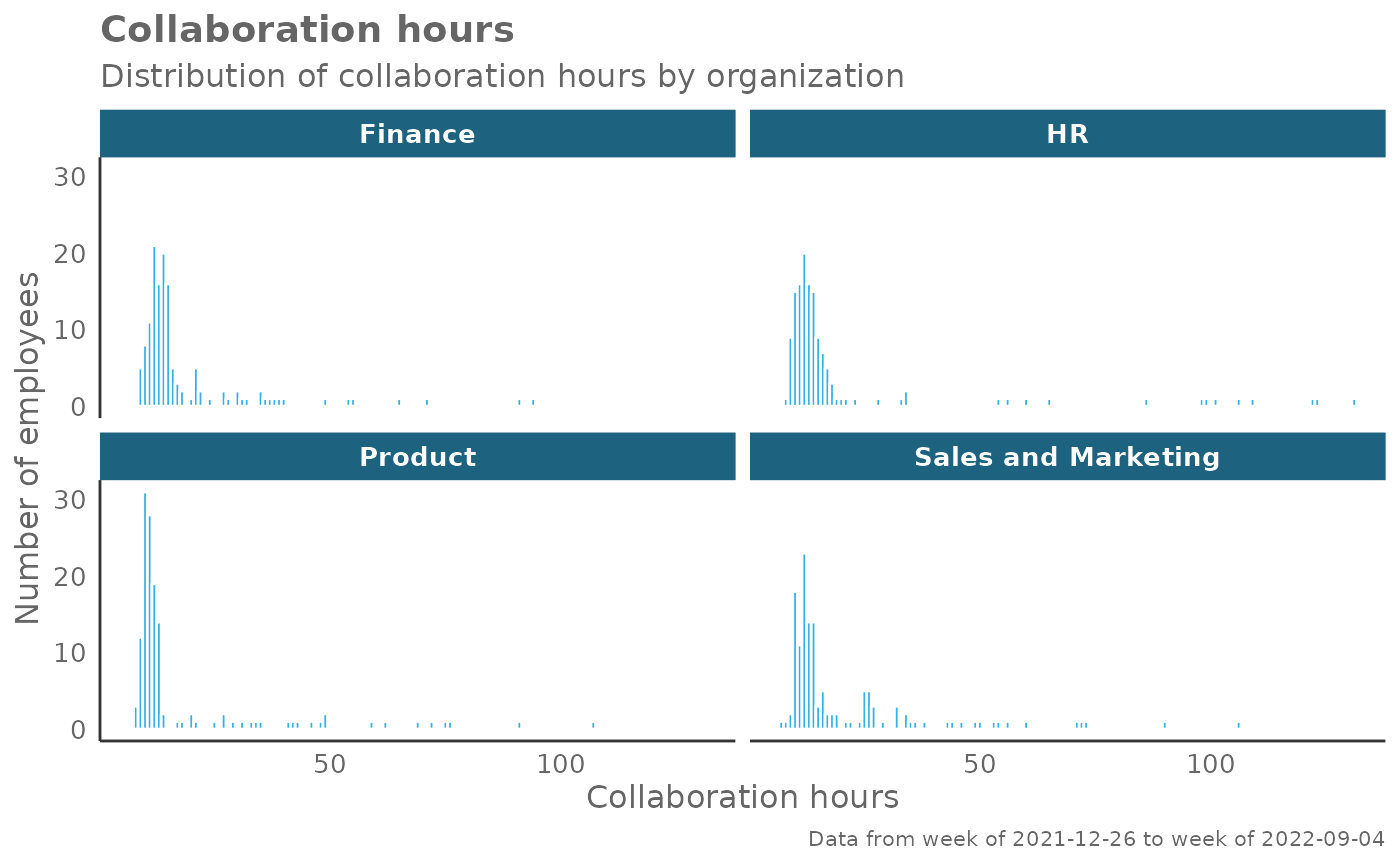 Collaboration hours
Distribution of collaboration hours by organization
Finance
HR
30
20
10
0
Product
Sales and Marketing
30
20
10
0
50
100
50
100
Number of employees
Collaboration hours
Data from week of 2021-12-26 to week of 2022-09-04